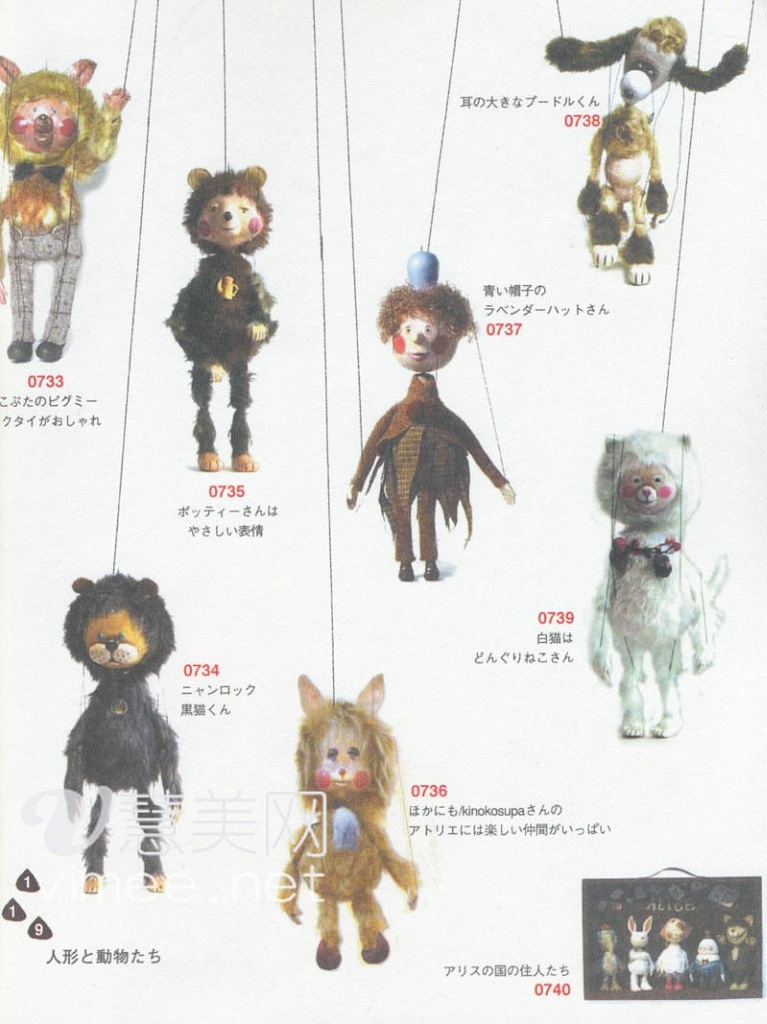 耳の大きなプードルくん
0738
青い帽子の
ラベンダーハットさん
0737
0733
こぶたのピグミー
クタイがおしゃれ
0735
ポッティーさんは
やさしい表情
0739
白猫は
どんぐりねこさん
0734
ニャンロック
黒猫くん
0736
ほかにも/kinokosupaさんの
アトリエには楽しい仲間がいっぱい
慧美网
vimee.net
1
1
9
人形と動物たち
ALICE
アリスの国の住人たち
0740